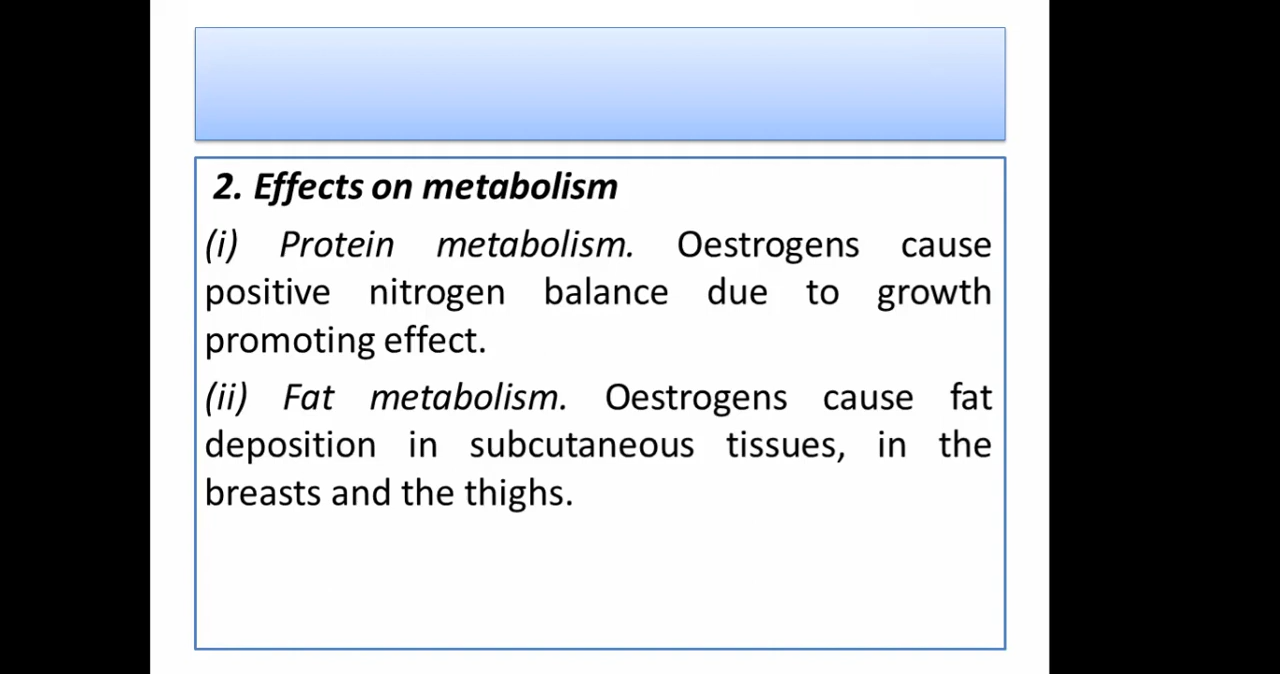 2. Effects on metabolism
(i) Protein metabolism. Oestrogens cause
positive nitrogen balance due to growth
promoting effect.
(ii) Fat metabolism. Oestrogens cause fat
deposition in subcutaneous tissues, in the
breasts and the thighs.